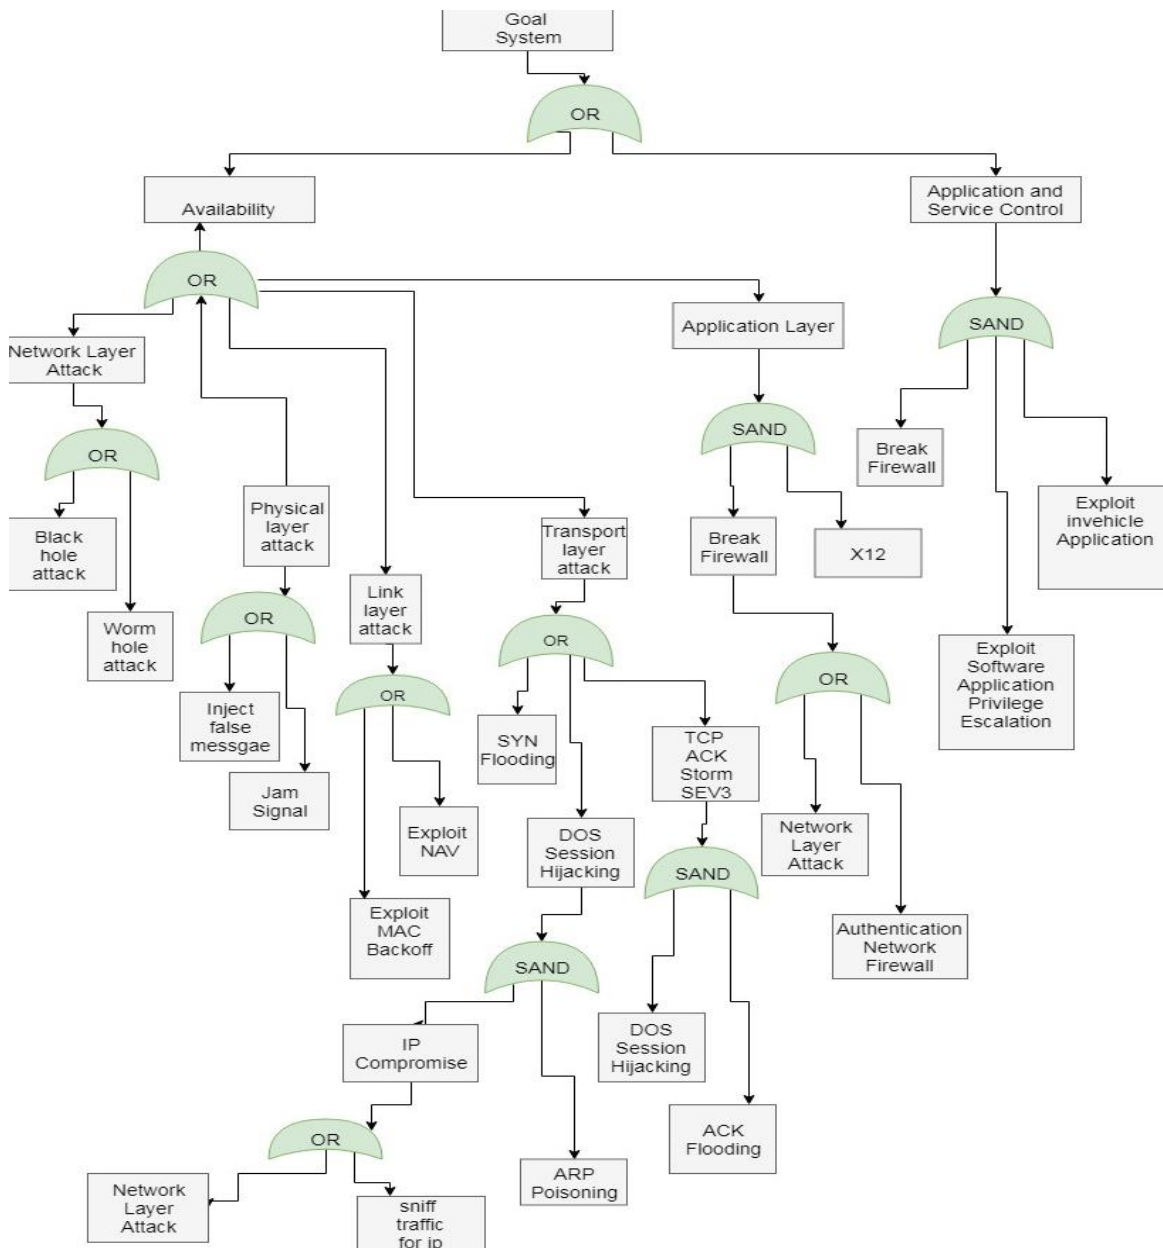 Goal
System
OR
Availability
Application and
Service Control
OR
SAND
Application Layer
Network Layer
Attack
SAND
OR
Break
Firewall
Physical
layer
attack
Exploit
invehicle
Application
Black
hole
attack
Transport
layer
attack
Break
Firewall
X12
Link
layer
attack
Worm
hole
attack
OR
OR
Exploit
Software
Application
Privilege
Escalation
OR
OR
Inject
false
messgae
SYN
Flooding
TCP
ACK
Storm
SEV3
Jam
Signal
Exploit
NAV
DOS
Session
Hijacking
Network
Layer
Attack
SAND
Exploit
MAC
Backoff
Authentication
Network
Firewall
SAND
IP
Compromise
DOS
Session
Hijacking
OR
ACK
Flooding
ARP
Poisoning
Network
Layer
Attack
sniff
traffic
for ip